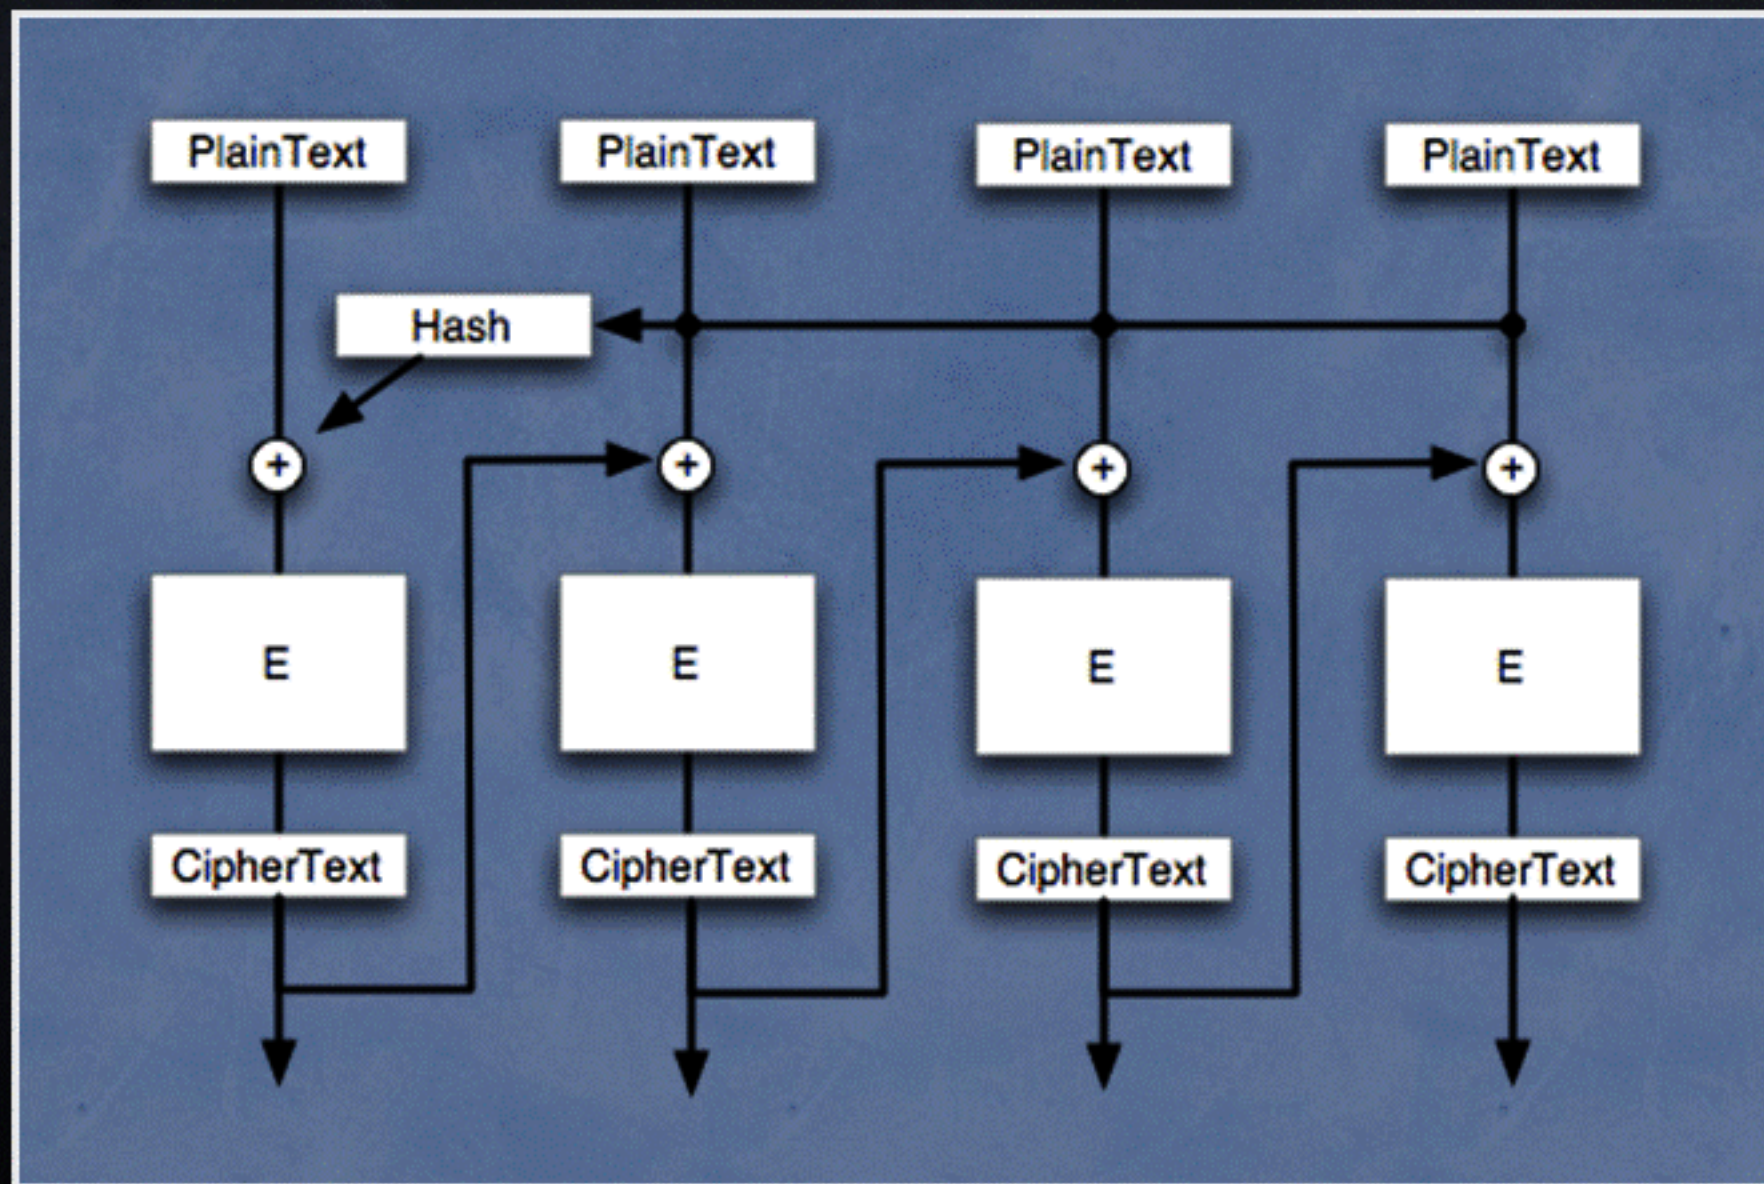 PlainText PlainText PlainText PlainText
Hash
+ + + +
E E E E
CipherText CipherText CipherText CipherText